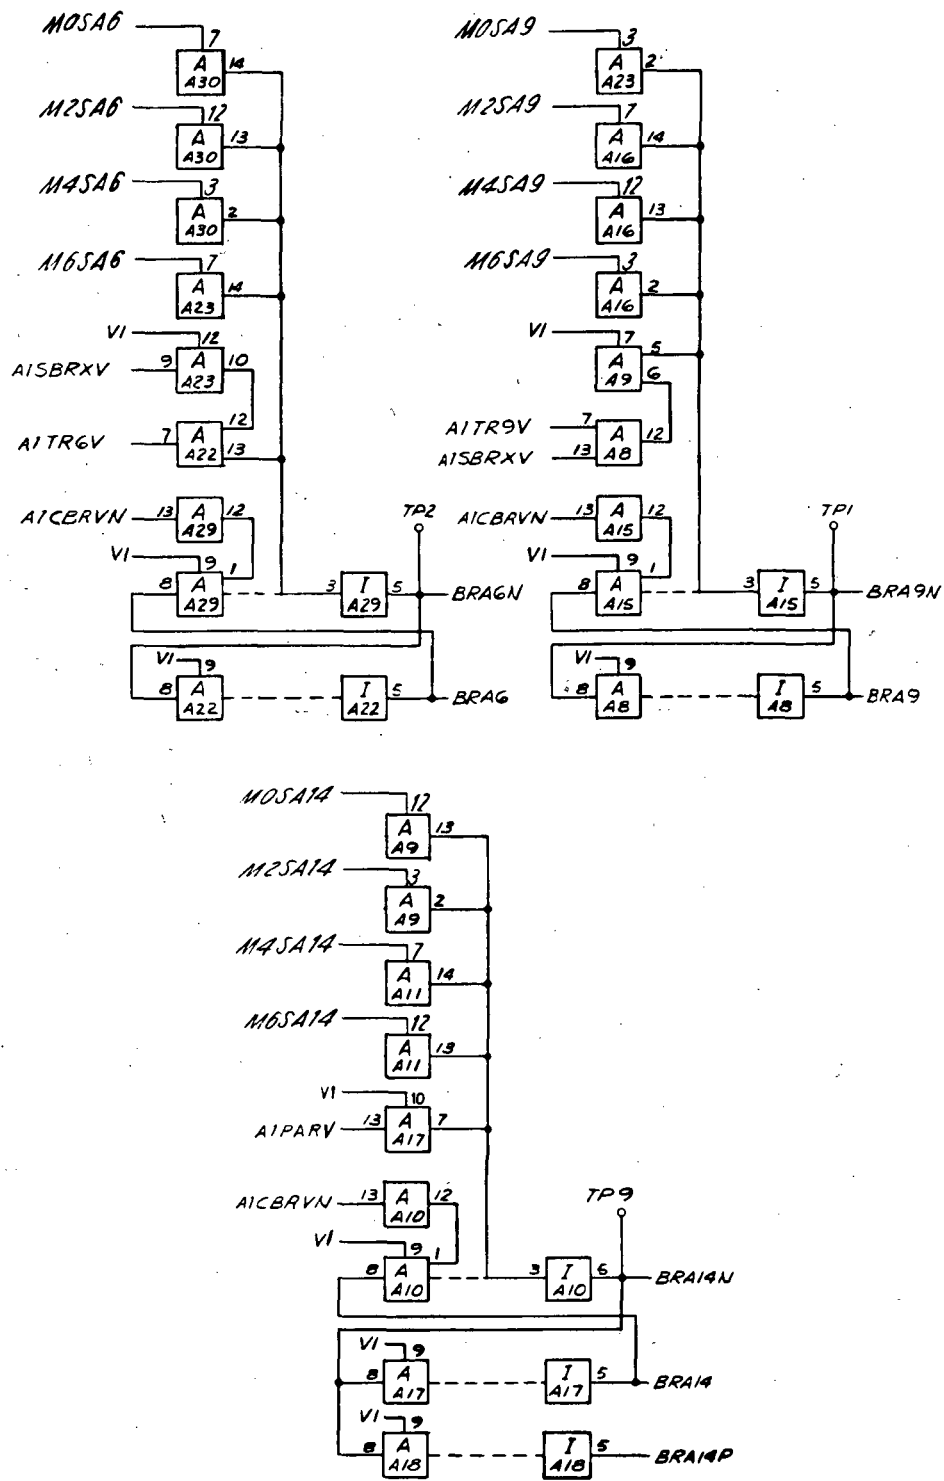 M0SA6
7
A
A30
14
M2SA6
12
A
A30
13
M4SA6
3
A
A30
2
M6SA6
7
A
A23
14
V1
12
A1SBRXV
9
A
A23
10
A1TR6V
7
A
A22
12
13
A1CBRVN
13
A
A29
12
V1
9
8
A
A29
1
3
I
A29
5
TP2
BRA6N
V1
9
8
A
A22
I
A22
5
BRA6
M0SA9
3
A
A23
2
M2SA9
7
A
A16
14
M4SA9
12
A
A16
13
M6SA9
3
A
A16
2
V1
7
A
A9
5
6
A1TR9V
7
A1SBRXV
13
A
A8
12
A1CBRVN
13
A
A15
12
V1
9
8
A
A15
1
3
I
A15
5
TP1
BRA9N
V1
9
8
A
A8
I
A8
5
BRA9
M0SA14
12
A
A9
13
M2SA14
3
A
A9
2
M4SA14
7
A
A11
14
M6SA14
12
A
A11
13
V1
10
A1PARV
13
A
A17
7
A1CBRVN
13
A
A10
12
V1
9
8
A
A10
1
3
I
A10
6
TP9
BRA14N
V1
9
8
A
A17
I
A17
5
BRA14
V1
9
8
A
A18
I
A18
5
BRA14P